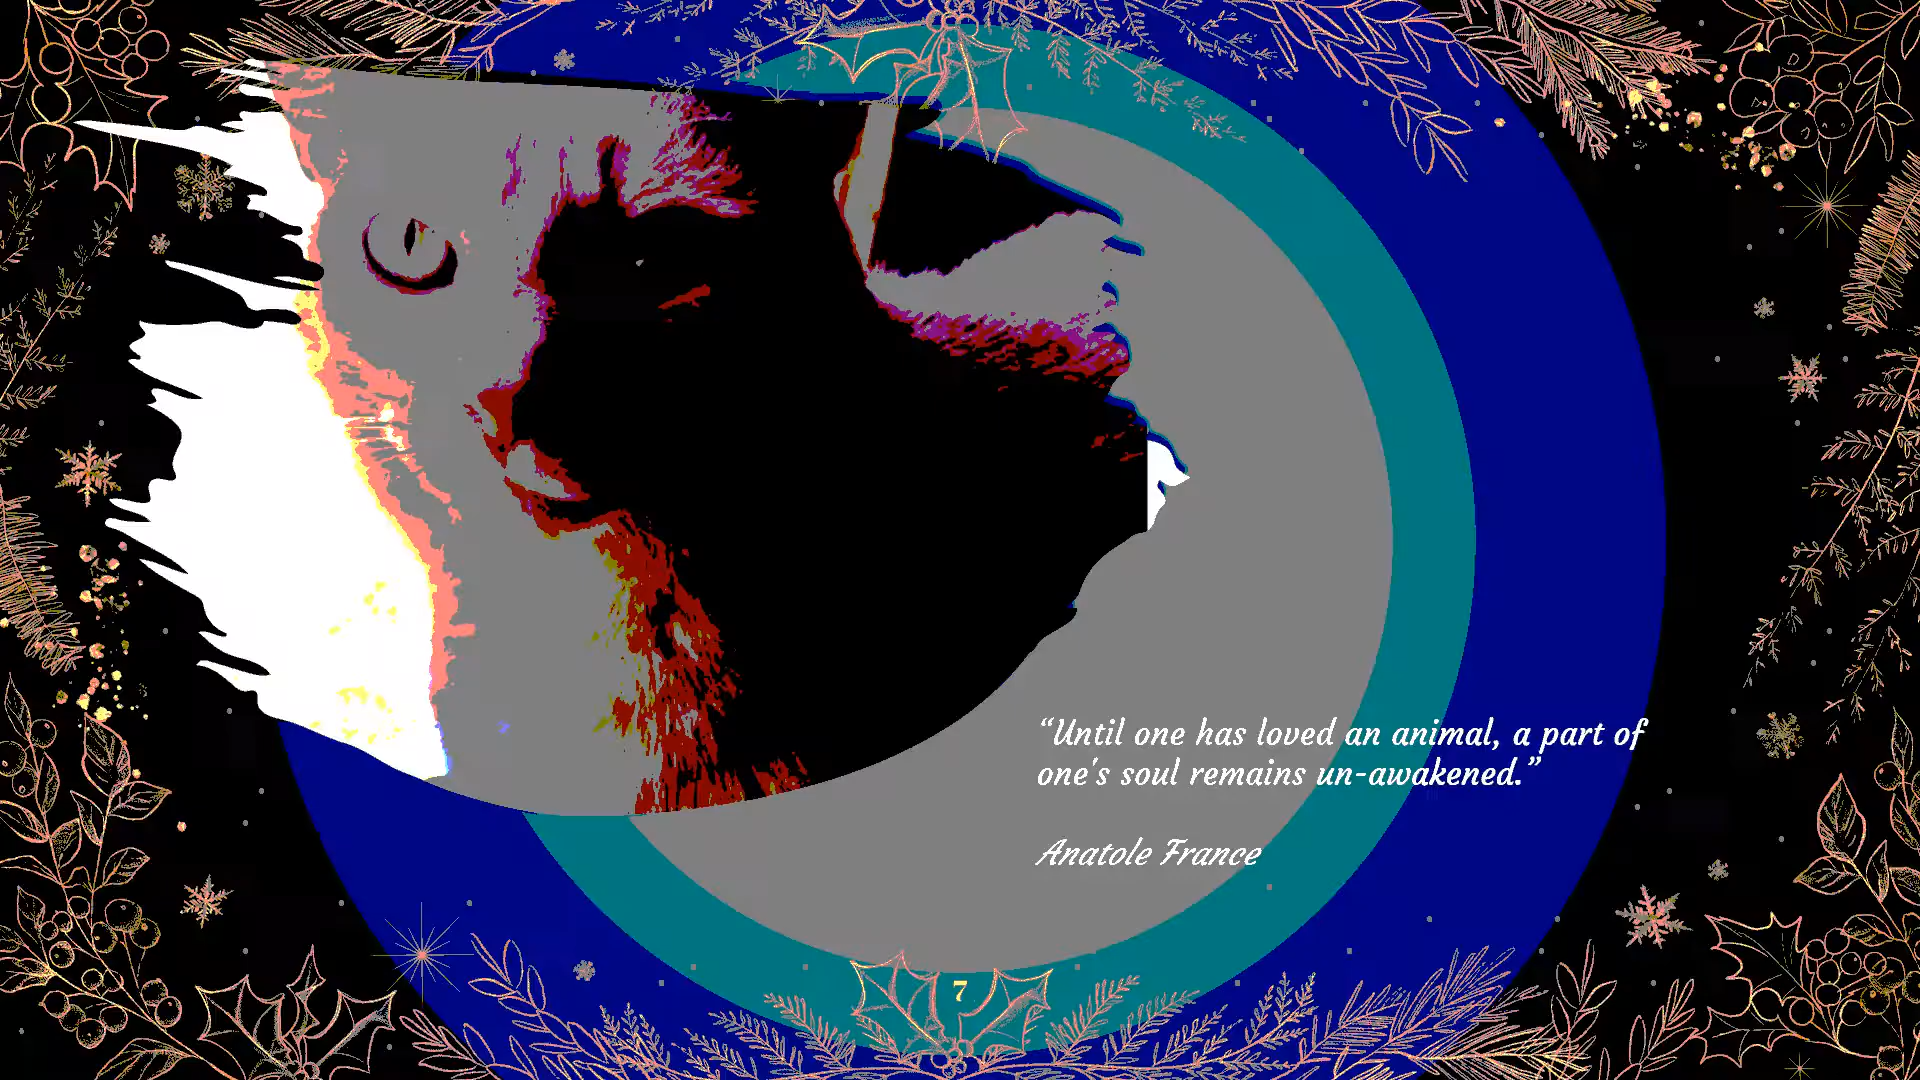 “Until one has loved an animal, a part of
one's soul remains un-awakened.”
Anatole France
7